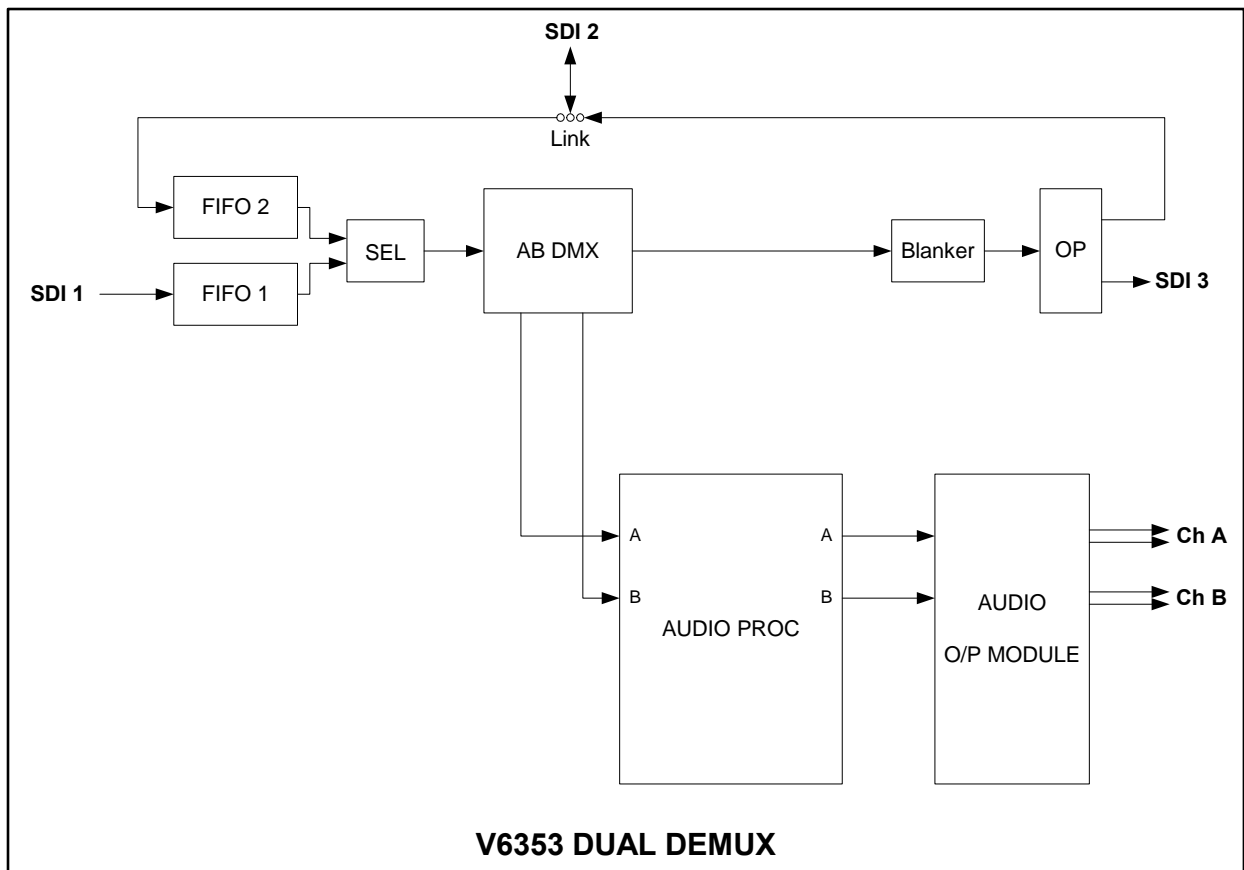 SDI 2
Link
FIFO 2
SEL
AB DMX
Blanker
OP
SDI 1
FIFO 1
SDI 3
A
A
Ch A
B
B
Ch B
AUDIO PROC
AUDIO
O/P MODULE
V6353 DUAL DEMUX